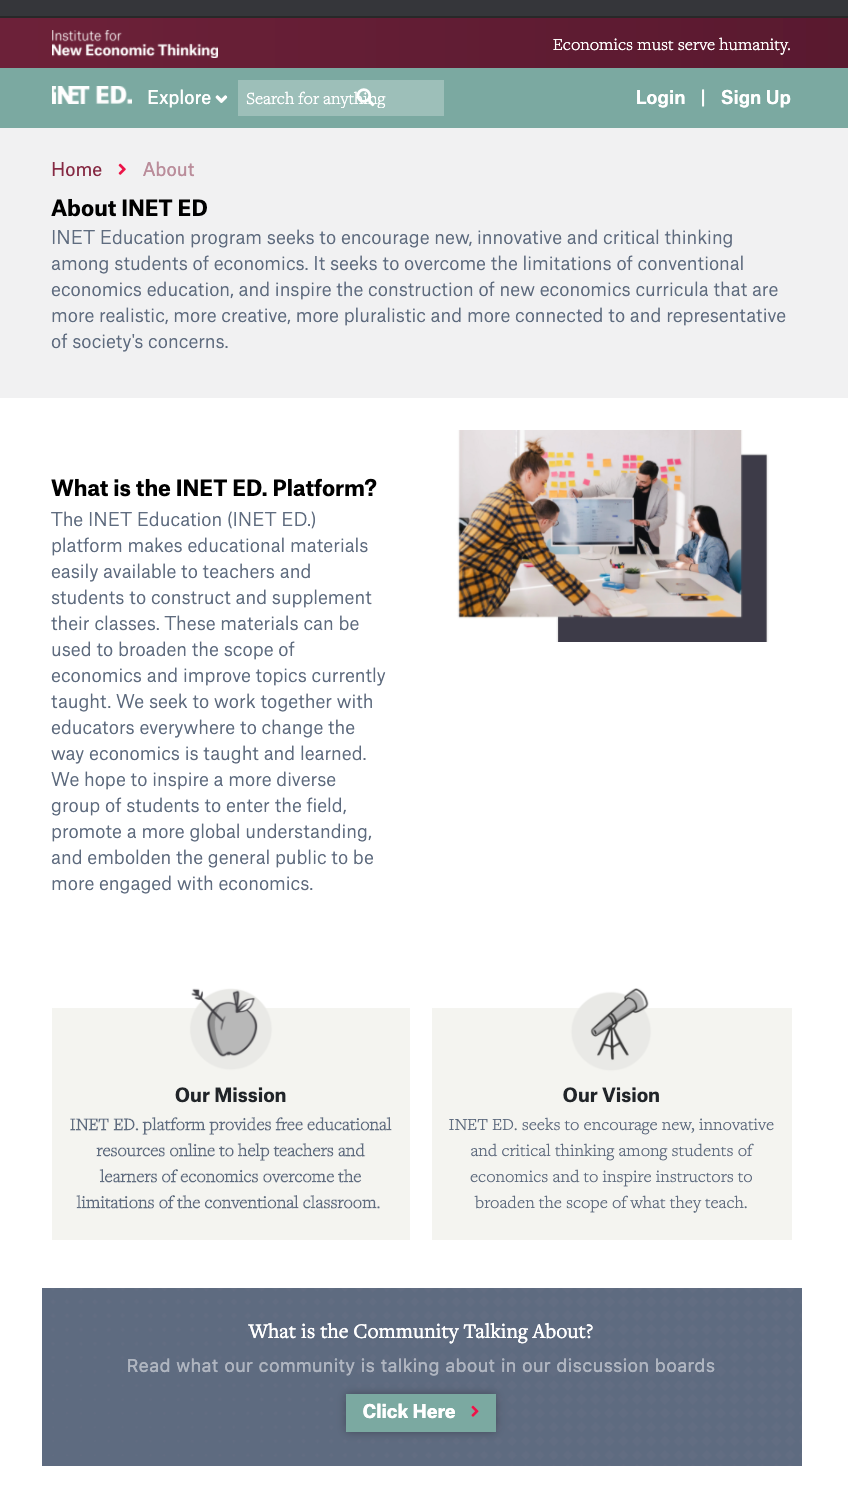 Institute for
New Economic Thinking
Economics must serve humanity.
iNET ED.
Explore
Search for anything
Login | Sign Up
Home > About
About INET ED
INET Education program seeks to encourage new, innovative and critical thinking
among students of economics. It seeks to overcome the limitations of conventional
economics education, and inspire the construction of new economics curricula that are
more realistic, more creative, more pluralistic and more connected to and representative
of society's concerns.
What is the INET ED. Platform?
The INET Education (INET ED.)
platform makes educational materials
easily available to teachers and
students to construct and supplement
their classes. These materials can be
used to broaden the scope of
economics and improve topics currently
taught. We seek to work together with
educators everywhere to change the
way economics is taught and learned.
We hope to inspire a more diverse
group of students to enter the field,
promote a more global understanding,
and embolden the general public to be
more engaged with economics.
Our Mission
INET ED. platform provides free educational
resources online to help teachers and
learners of economics overcome the
limitations of the conventional classroom.
Our Vision
INET ED. seeks to encourage new, innovative
and critical thinking among students of
economics and to inspire instructors to
broaden the scope of what they teach.
What is the Community Talking About?
Read what our community is talking about in our discussion boards
Click Here >